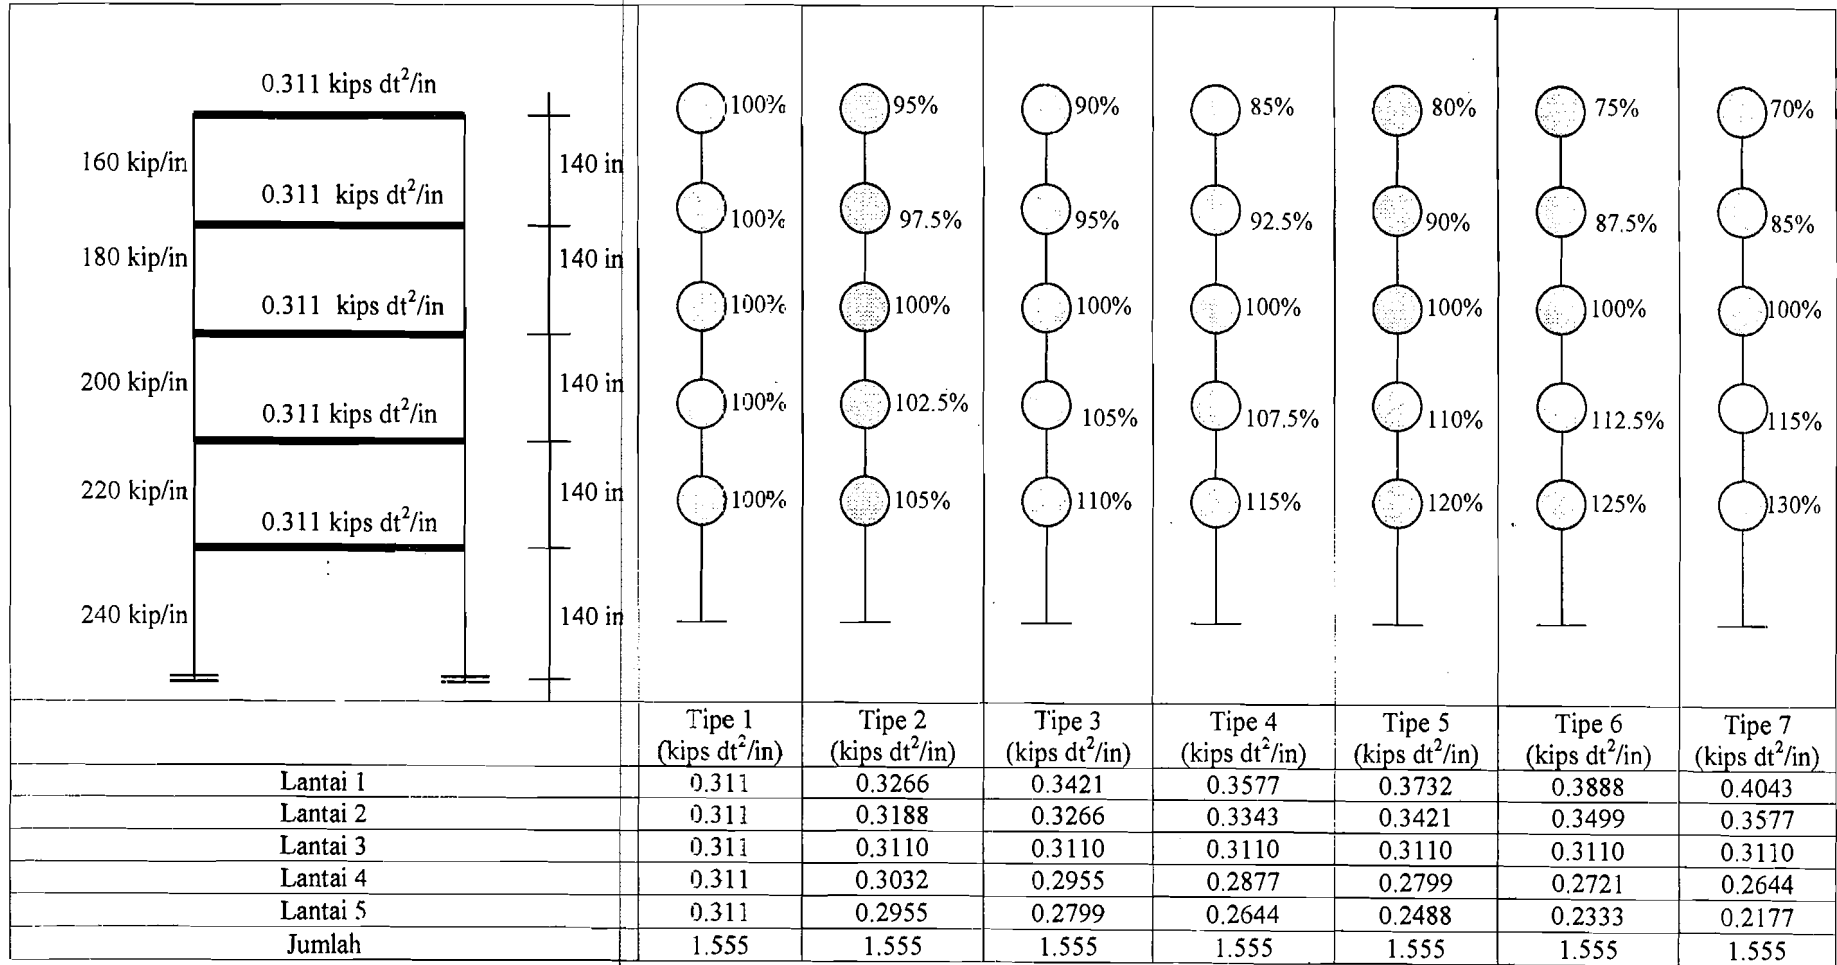 0.311 kips dt²/in
160 kip/in
140 in
0.311 kips dt²/in
180 kip/in
140 in
0.311 kips dt²/in
200 kip/in
140 in
0.311 kips dt²/in
220 kip/in
140 in
0.311 kips dt²/in
240 kip/in
140 in
100% 95% 90% 85% 80% 75% 70%
100% 97.5% 95% 92.5% 90% 87.5% 85%
100% 100% 100% 100% 100% 100% 100%
100% 102.5% 105% 107.5% 110% 112.5% 115%
100% 105% 110% 115% 120% 125% 130%
Tipe 1 Tipe 2 Tipe 3 Tipe 4 Tipe 5 Tipe 6 Tipe 7
(kips dt²/in) (kips dt²/in) (kips dt²/in) (kips dt²/in) (kips dt²/in) (kips dt²/in) (kips dt²/in)
Lantai 1 0.311 0.3266 0.3421 0.3577 0.3732 0.3888 0.4043
Lantai 2 0.311 0.3188 0.3266 0.3343 0.3421 0.3499 0.3577
Lantai 3 0.311 0.3110 0.3110 0.3110 0.3110 0.3110 0.3110
Lantai 4 0.311 0.3032 0.2955 0.2877 0.2799 0.2721 0.2644
Lantai 5 0.311 0.2955 0.2799 0.2644 0.2488 0.2333 0.2177
Jumlah 1.555 1.555 1.555 1.555 1.555 1.555 1.555